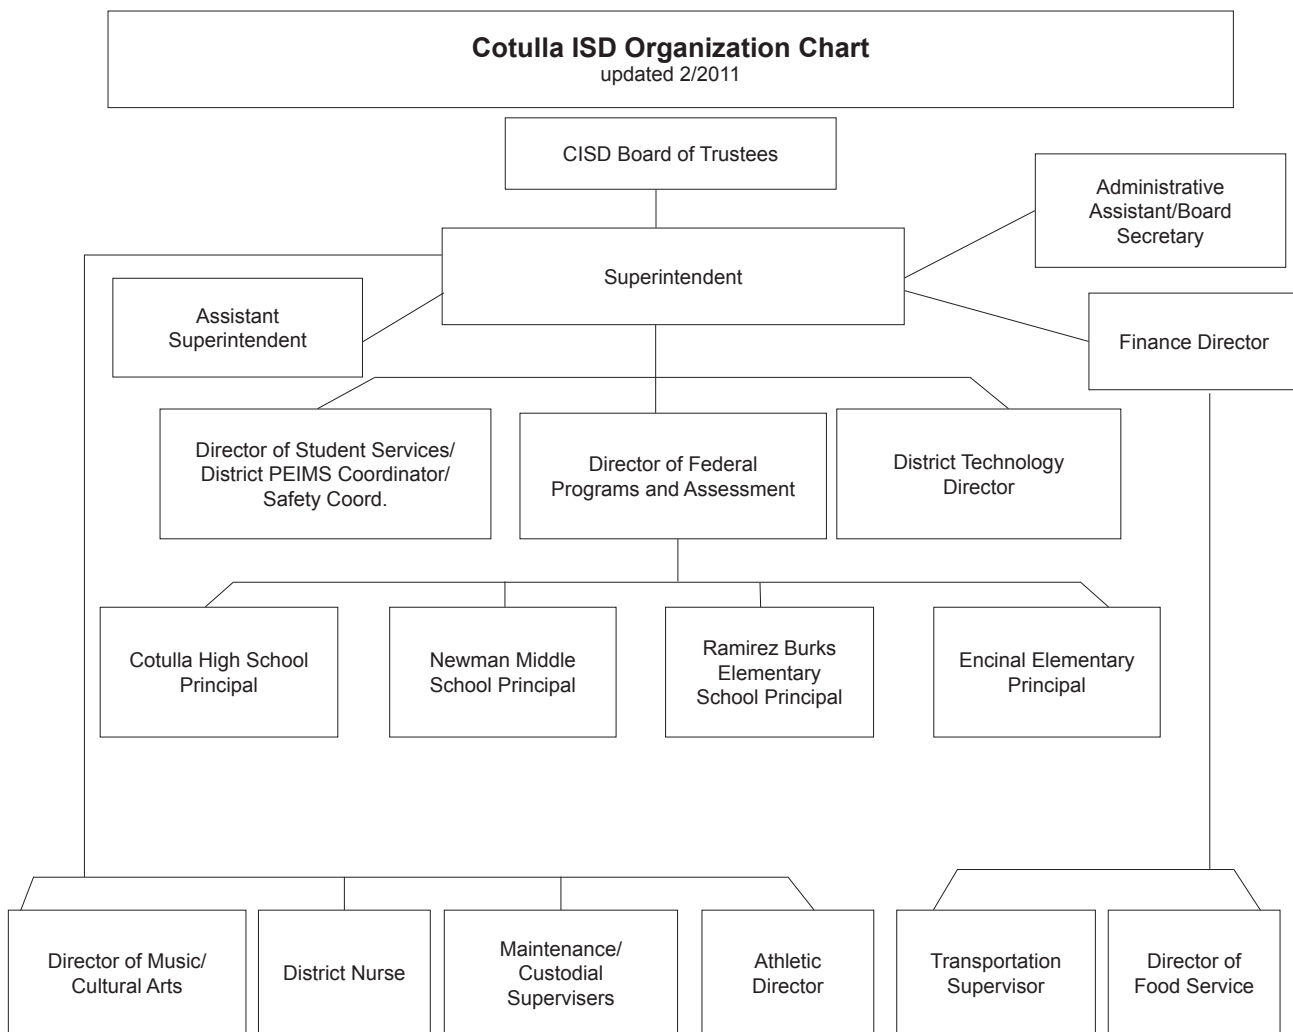 Cotulla ISD Organization Chart
updated 2/2011
CISD Board of Trustees
Administrative
Assistant/Board
Secretary
Superintendent
Assistant
Superintendent
Finance Director
Director of Student Services/
District PEIMS Coordinator/
Safety Coord.
Director of Federal
Programs and Assessment
District Technology
Director
Cotulla High School
Principal
Newman Middle
School Principal
Ramirez Burks
Elementary
School Principal
Encinal Elementary
Principal
Director of Music/
Cultural Arts
District Nurse
Maintenance/
Custodial
Supervisers
Athletic
Director
Transportation
Supervisor
Director of
Food Service